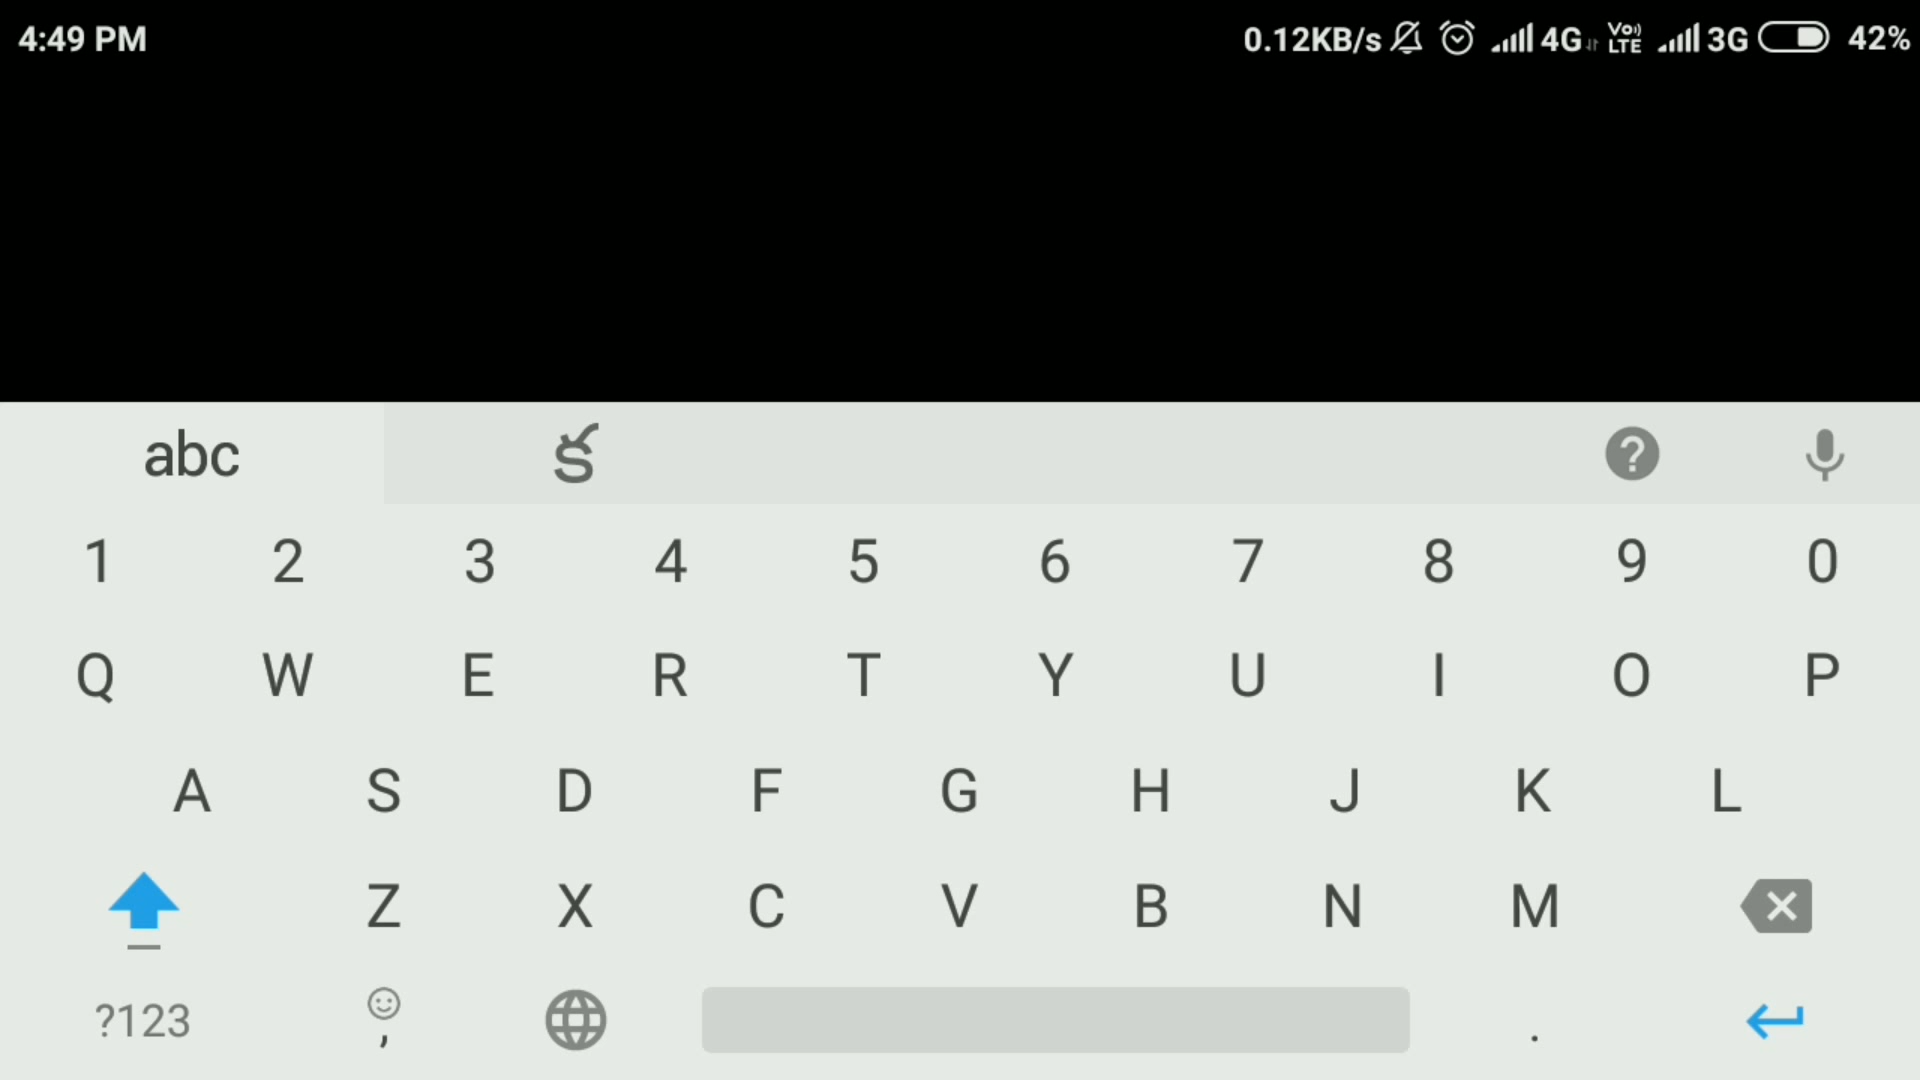 4:49 PM 0.12KB/s 4G VoLTE 3G 42%
abc క ?
1 2 3 4 5 6 7 8 9 0
Q W E R T Y U I O P
A S D F G H J K L
Z X C V B N M
?123 , .